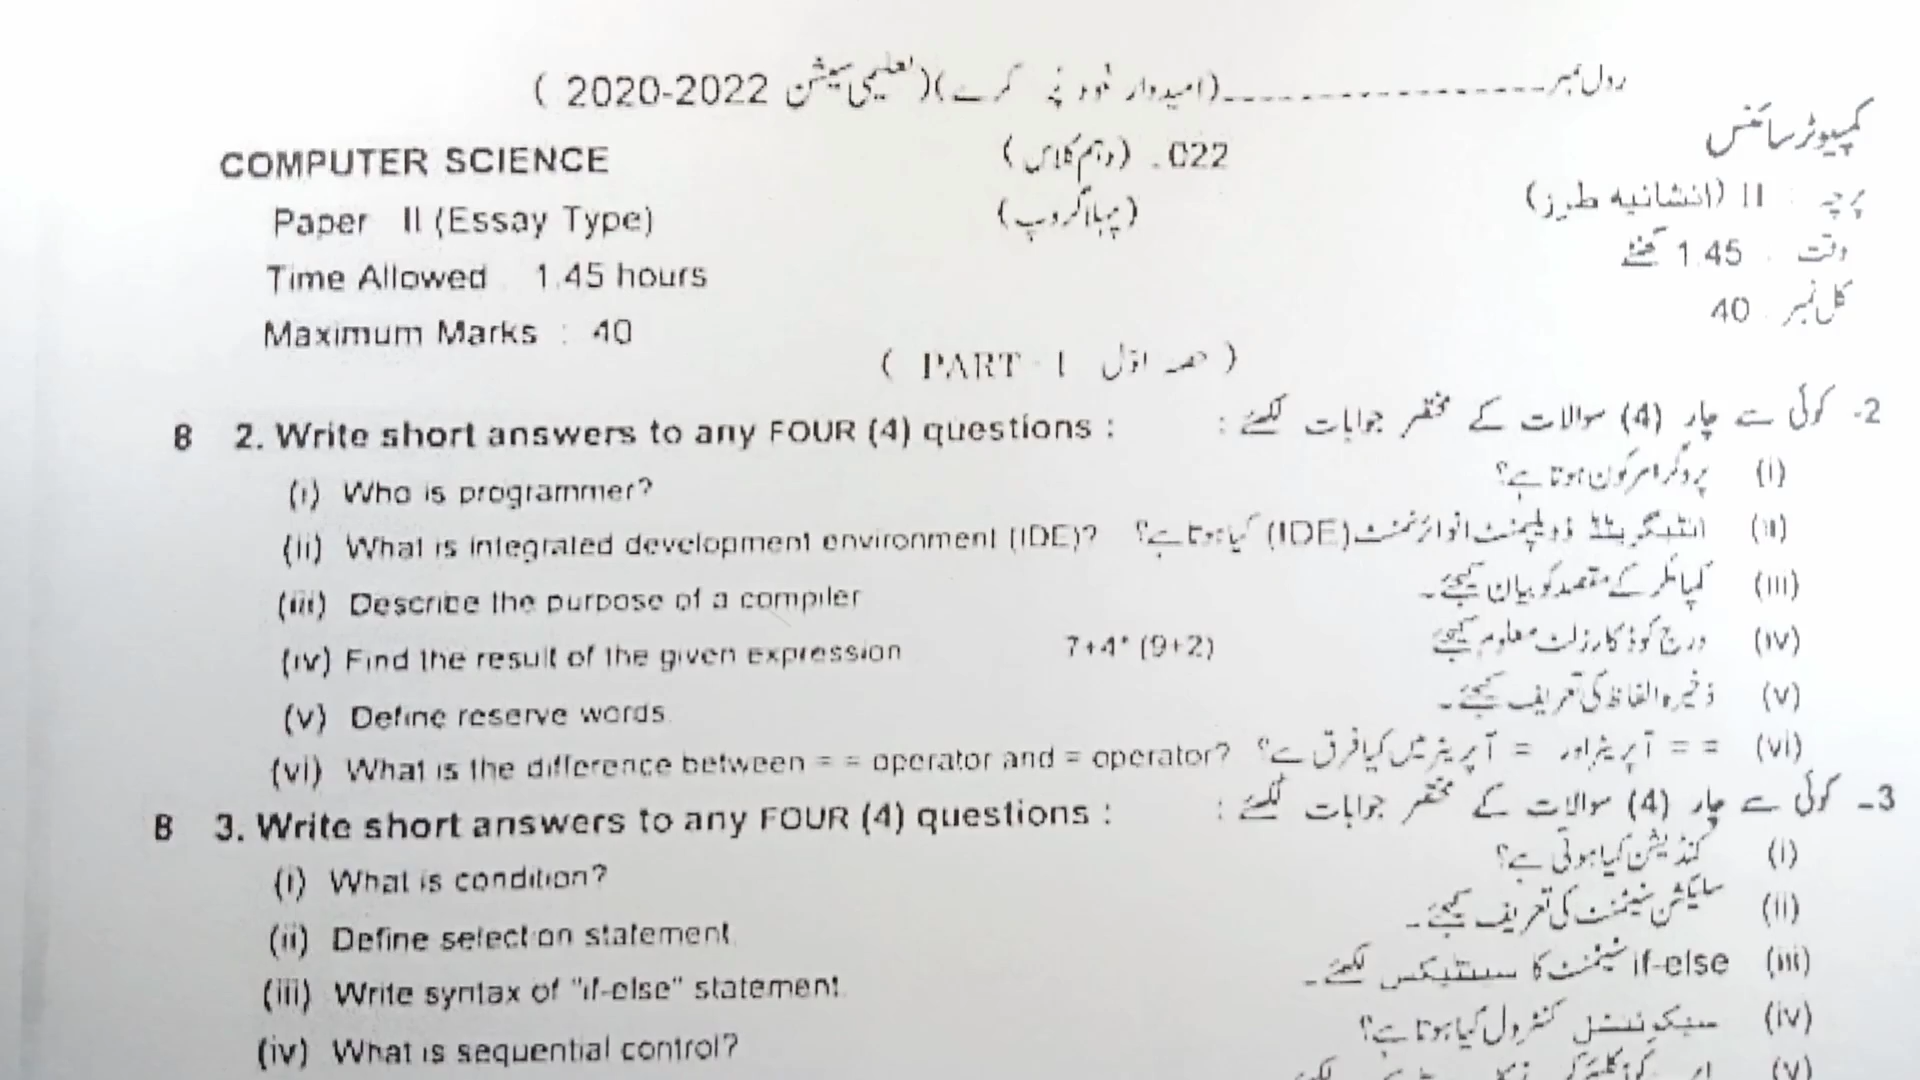 رول نمبر------------------(امیدوار خود پُر کرے)(تعلیمی سیشن 2020-2022 )
COMPUTER SCIENCE
022. (دہم کلاس)
کمپیوٹر سائنس
Paper II (Essay Type)
(پہلا گروپ)
پرچہ : II (انشائیہ طرز)
Time Allowed 1.45 hours
وقت . 1.45 گھنٹے
Maximum Marks : 40
کل نمبر . 40
( PART - I حصہ اوّل )
8 2. Write short answers to any FOUR (4) questions :
2- کوئی سے چار (4) سوالات کے مختصر جوابات لکھئے :
(i) Who is programmer?
(i) پروگرامر کون ہوتا ہے؟
(ii) What is integrated development environment (IDE)?
(ii) انٹیگریٹڈ ڈویلپمنٹ انوائرنمنٹ (IDE) کیا ہوتا ہے؟
(iii) Describe the purpose of a compiler
(iii) کمپائلر کے مقصد کو بیان کیجئے۔
(iv) Find the result of the given expression 7+4* (9+2)
(iv) درج کوڈ کا رزلٹ معلوم کیجئے
(v) Define reserve words
(v) ذخیرہ الفاظ کی تعریف کیجئے۔
(vi) What is the difference between = = operator and = operator?
(vi) = = آپریٹر اور = آپریٹر میں کیا فرق ہے؟
8 3. Write short answers to any FOUR (4) questions :
3- کوئی سے چار (4) سوالات کے مختصر جوابات لکھئے :
(i) What is condition?
(i) کنڈیشن کیا ہوتی ہے؟
(ii) Define selection statement
(ii) سلیکشن سٹیٹمنٹ کی تعریف کیجئے۔
(iii) Write syntax of "if-else" statement
(iii) if-else سٹیٹمنٹ کا سینٹیکس لکھئے۔
(iv) What is sequential control?
(iv) سیکوئنشل کنٹرول کیا ہوتا ہے؟
(v)